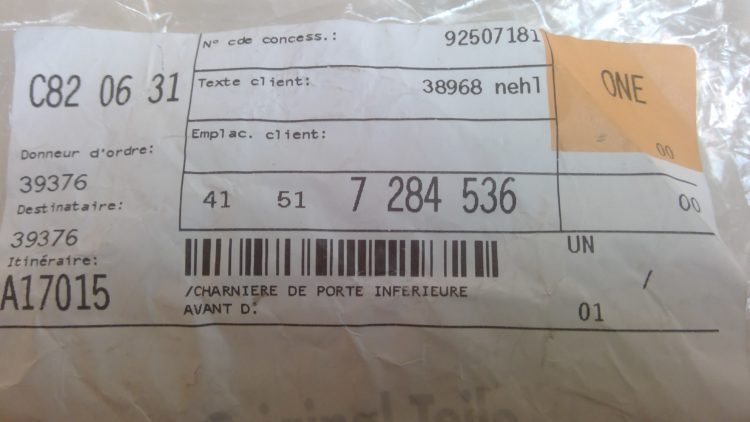 C82 06 31
Donneur d'ordre:
39376
Destinataire:
39376
Itinéraire:
A17015
N° cde concess.: 92507181
Texte client: 38968 nehl
Emplac. client:
41 51 7 284 536
/CHARNIERE DE PORTE INFERIEURE
AVANT D:
ONE
00
00
UN
/
01